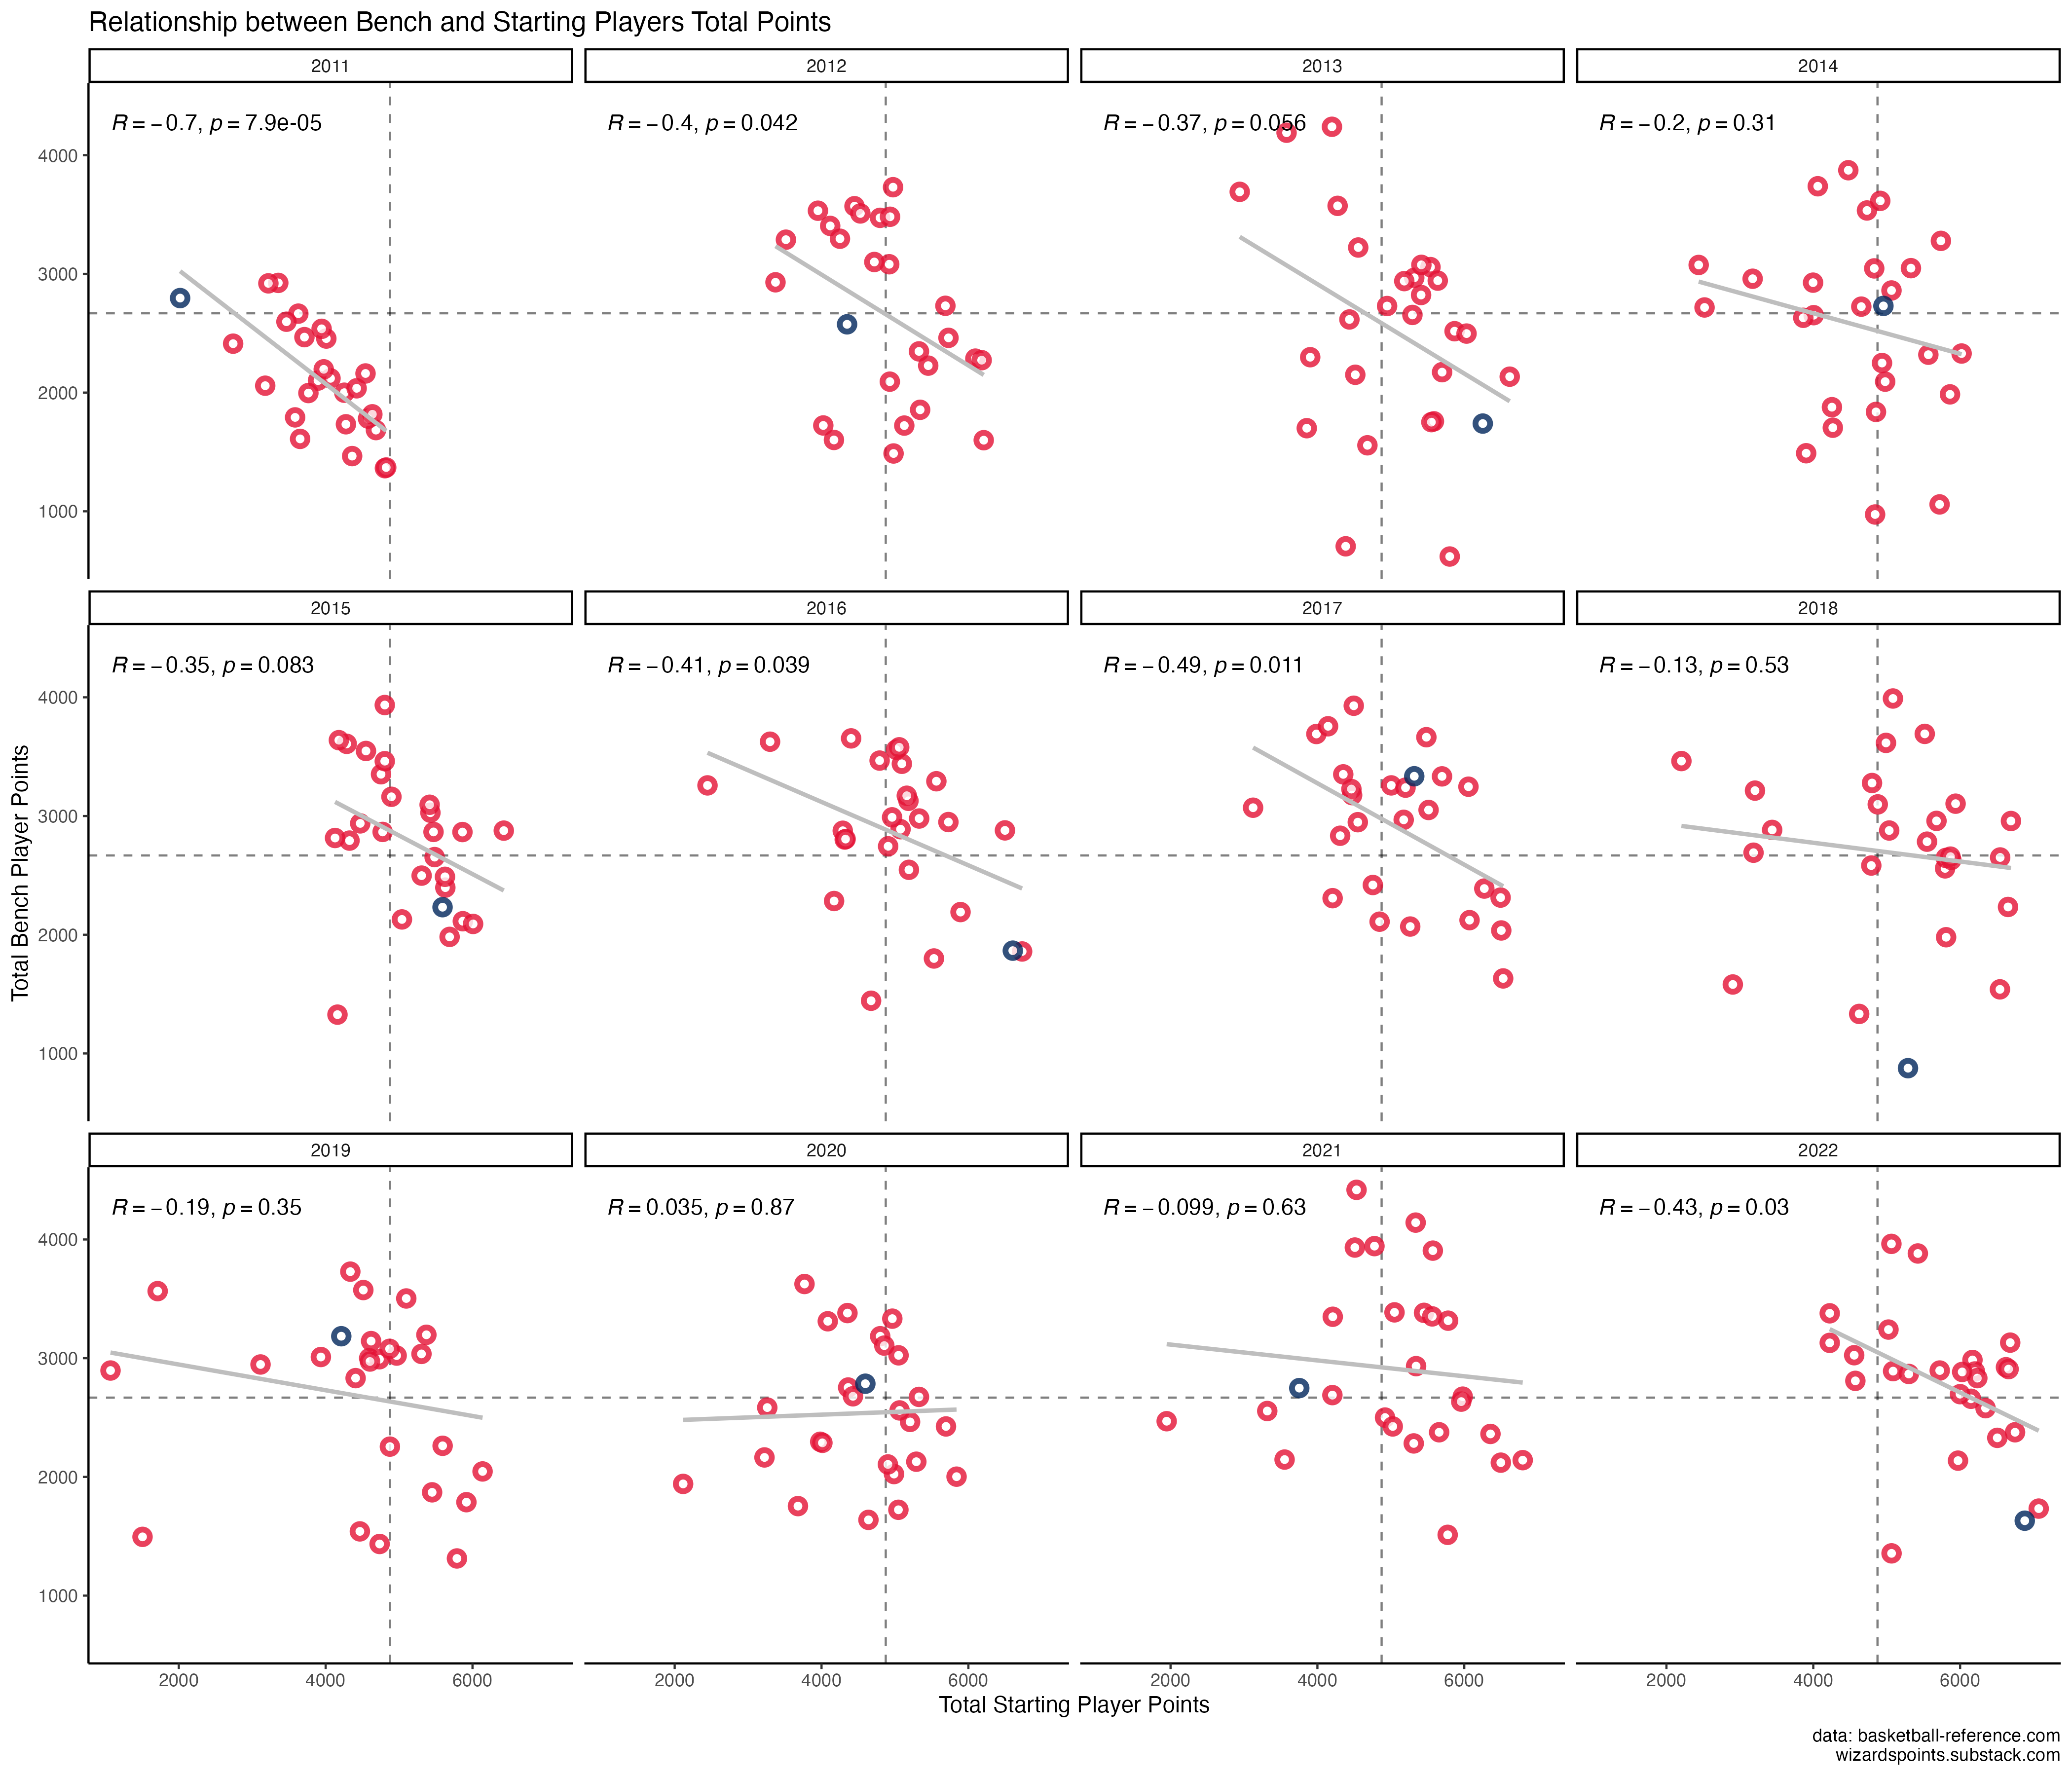 Relationship between Bench and Starting Players Total Points
2011 2012 2013 2014
R = −0.7, p = 7.9e-05 R = −0.4, p = 0.042 R = −0.37, p = 0.056 R = −0.2, p = 0.31
4000
3000
2000
1000
2015 2016 2017 2018
R = −0.35, p = 0.083 R = −0.41, p = 0.039 R = −0.49, p = 0.011 R = −0.13, p = 0.53
4000
3000
2000
1000
Total Bench Player Points
2019 2020 2021 2022
R = −0.19, p = 0.35 R = 0.035, p = 0.87 R = −0.099, p = 0.63 R = −0.43, p = 0.03
4000
3000
2000
1000
2000 4000 6000 2000 4000 6000 2000 4000 6000 2000 4000 6000
Total Starting Player Points
data: basketball-reference.com
wizardspoints.substack.com